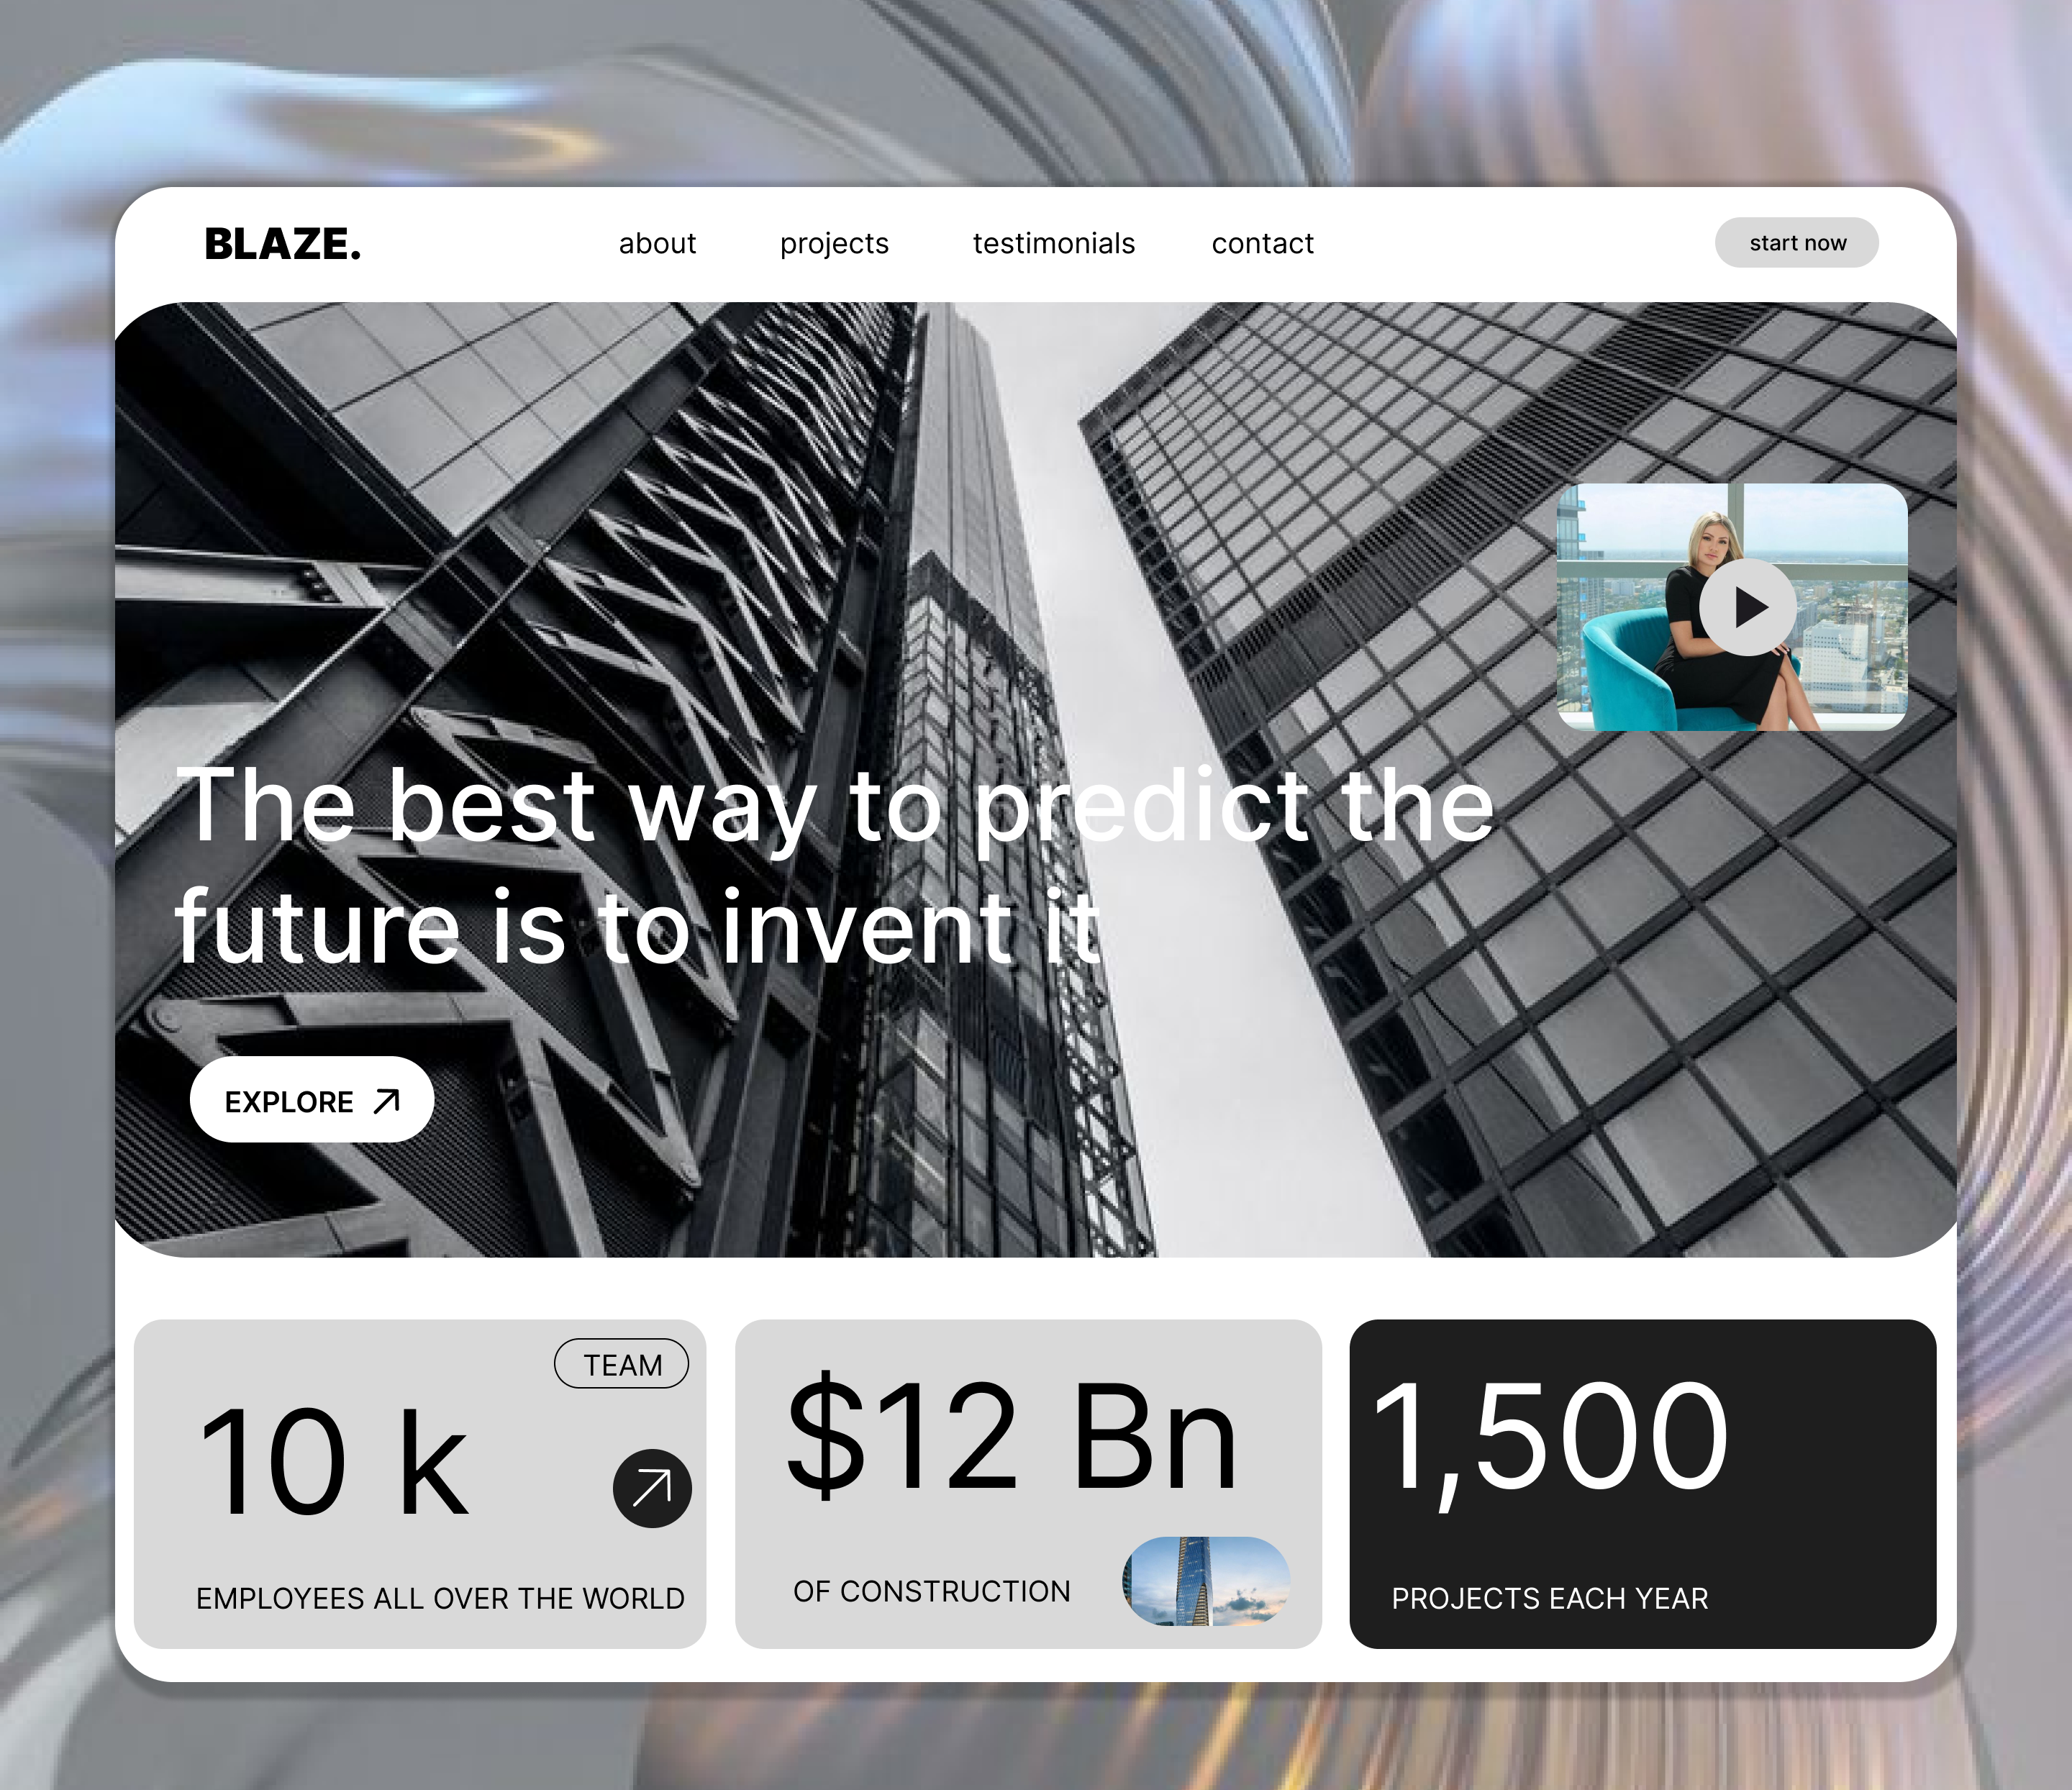 BLAZE.
about
projects
testimonials
contact
start now
The best way to predict the
future is to invent it
EXPLORE
TEAM
10 k
EMPLOYEES ALL OVER THE WORLD
$12 Bn
OF CONSTRUCTION
1,500
PROJECTS EACH YEAR